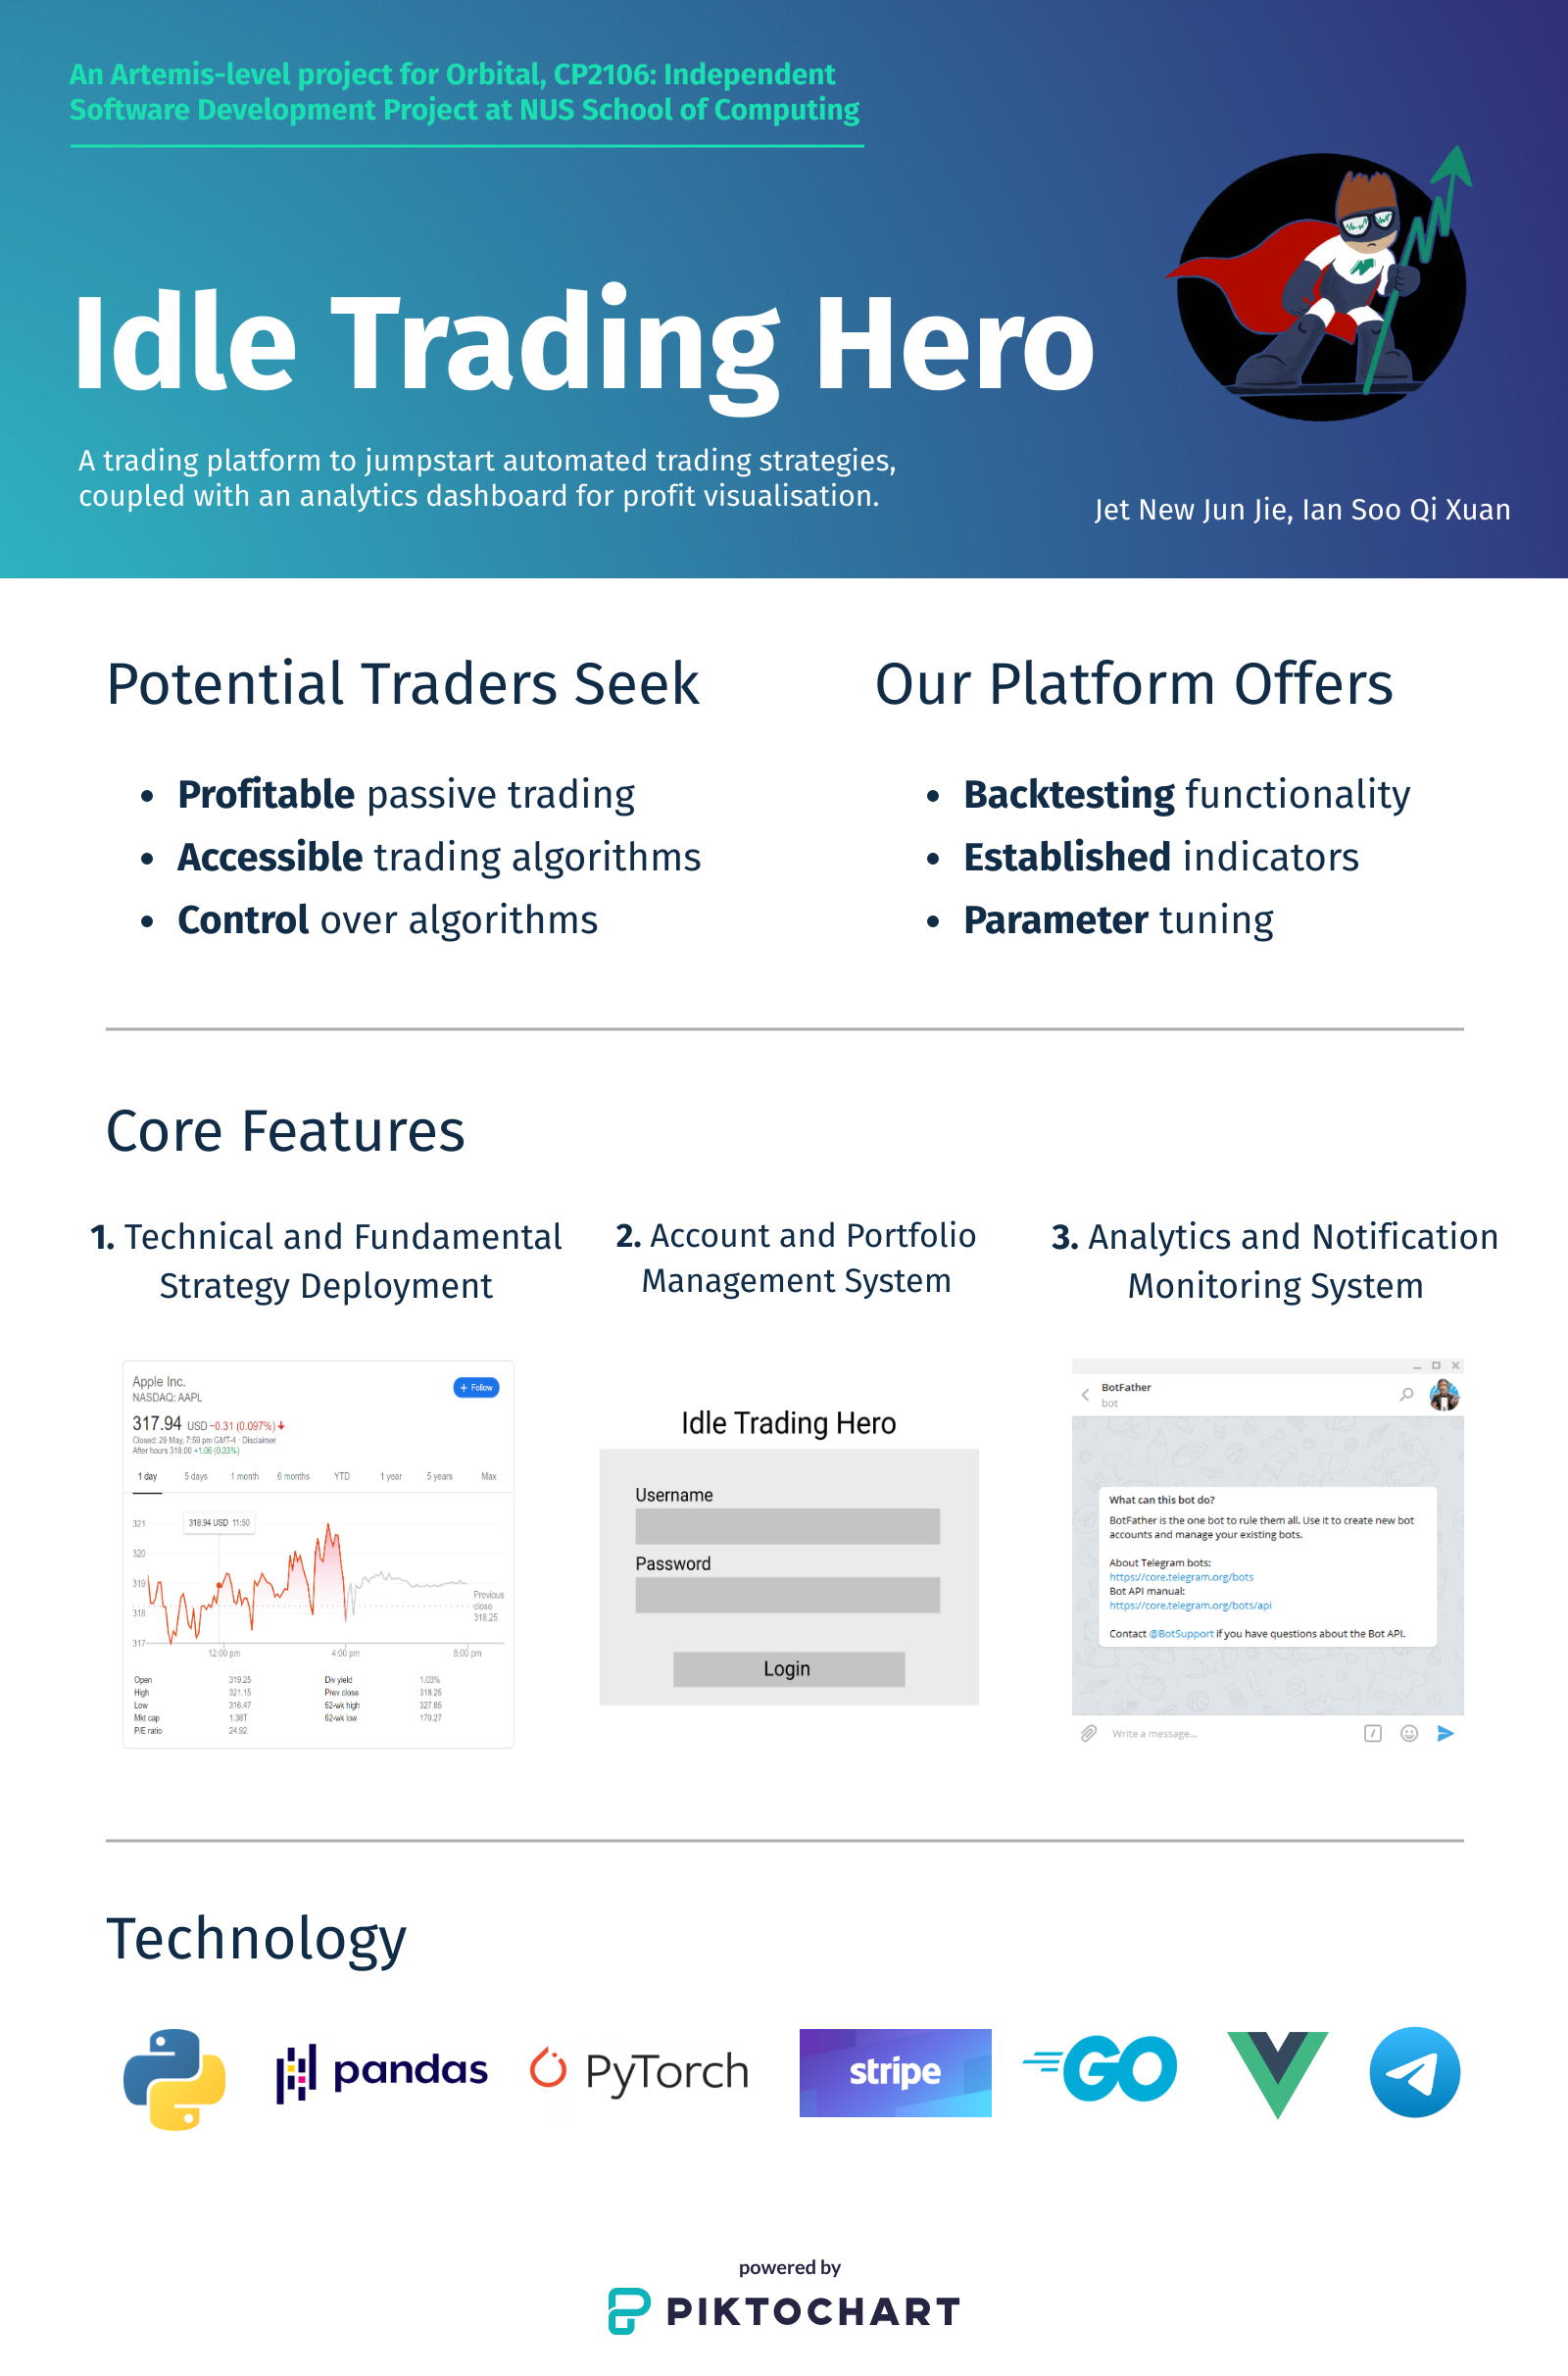 An Artemis-level project for Orbital, CP2106: Independent
Software Development Project at NUS School of Computing
Idle Trading Hero
A trading platform to jumpstart automated trading strategies,
coupled with an analytics dashboard for profit visualisation.
Jet New Jun Jie, Ian Soo Qi Xuan
Potential Traders Seek
• Profitable passive trading
• Accessible trading algorithms
• Control over algorithms
Our Platform Offers
• Backtesting functionality
• Established indicators
• Parameter tuning
Core Features
1. Technical and Fundamental
Strategy Deployment
Apple Inc.
NASDAQ: AAPL
+ Follow
317.94 USD −0.31 (0.097%)
Closed: 29 May, 7:59 pm GMT-4 · Disclaimer
After hours 319.00 +1.06 (0.33%)
1 day 5 days 1 month 6 months YTD 1 year 5 years Max
318.94 USD 11:50
321
320
319
318
317
Previous
close
318.25
12:00 pm 4:00 pm 8:00 pm
Open 319.25 Div yield 1.03%
High 321.15 Prev close 318.25
Low 316.47 52-wk high 327.85
Mkt cap 1.38T 52-wk low 170.27
P/E ratio 24.92
2. Account and Portfolio
Management System
Idle Trading Hero
Username
Password
Login
3. Analytics and Notification
Monitoring System
BotFather
bot
What can this bot do?
BotFather is the one bot to rule them all. Use it to create new bot
accounts and manage your existing bots.
About Telegram bots:
https://core.telegram.org/bots
Bot API manual:
https://core.telegram.org/bots/api
Contact @BotSupport if you have questions about the Bot API.
Write a message...
Technology
pandas
PyTorch
stripe
GO
powered by
PIKTOCHART